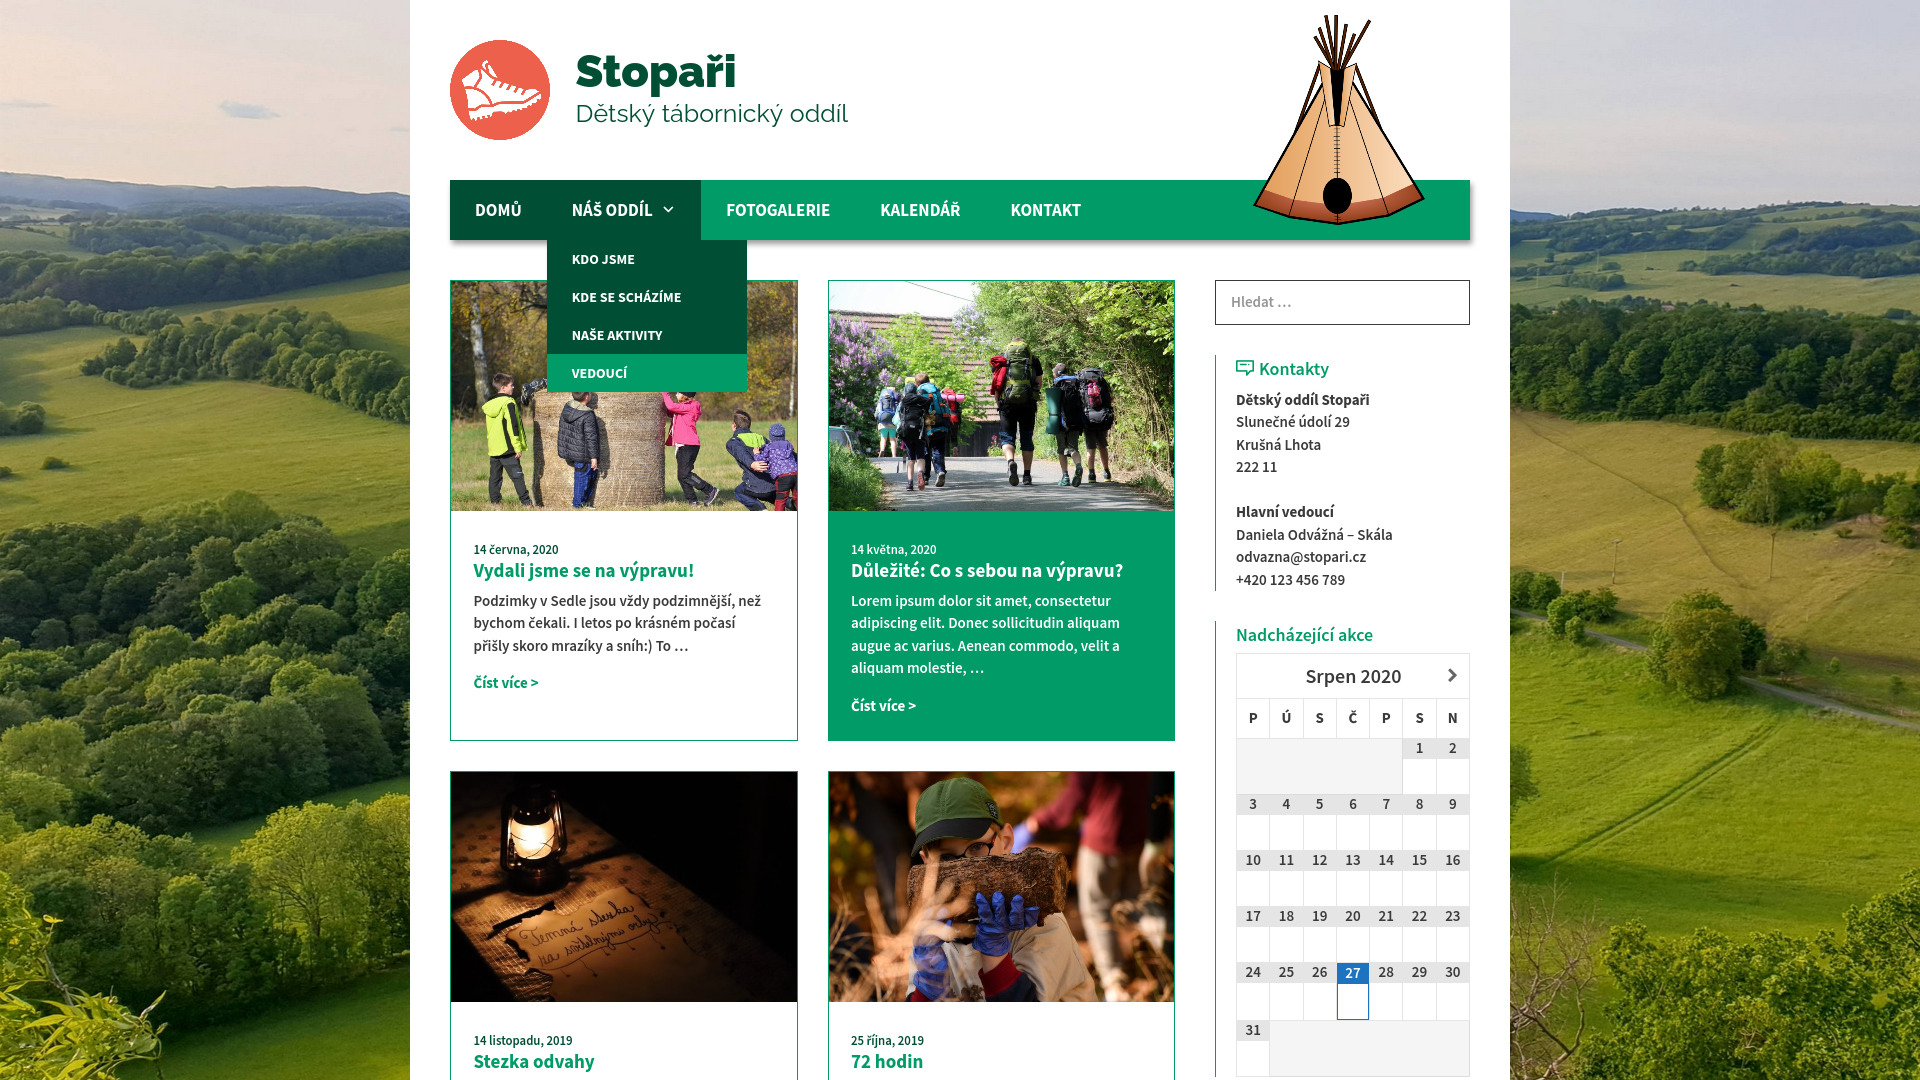 Stopaři
Dětský tábornický oddíl
DOMŮ
NÁŠ ODDÍL
FOTOGALERIE
KALENDÁŘ
KONTAKT
KDO JSME
KDE SE SCHÁZÍME
NAŠE AKTIVITY
VEDOUCÍ
14 června, 2020
Vydali jsme se na výpravu!
Podzimky v Sedle jsou vždy podzimnější, než
bychom čekali. I letos po krásném počasí
přišly skoro mrazíky a sníh:) To …
Číst více >
14 května, 2020
Důležité: Co s sebou na výpravu?
Lorem ipsum dolor sit amet, consectetur
adipiscing elit. Donec sollicitudin aliquam
augue ac varius. Aenean commodo, velit a
aliquam molestie, …
Číst více >
Temná stezka
na světelnými orby
14 listopadu, 2019
Stezka odvahy
25 října, 2019
72 hodin
Hledat …
Kontakty
Dětský oddíl Stopaři
Slunečné údolí 29
Krušná Lhota
222 11
Hlavní vedoucí
Daniela Odvážná – Skála
odvazna@stopari.cz
+420 123 456 789
Nadcházející akce
Srpen 2020
P Ú S Č P S N
1 2
3 4 5 6 7 8 9
10 11 12 13 14 15 16
17 18 19 20 21 22 23
24 25 26 27 28 29 30
31